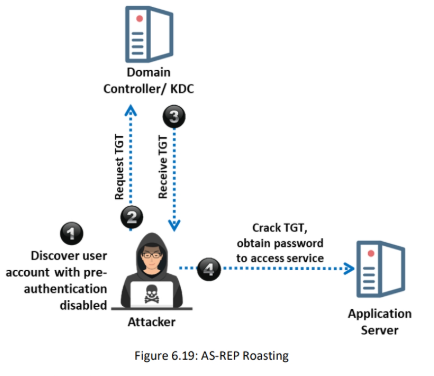 Domain
Controller/ KDC
Request TGT
Receive TGT
3
2
1
Discover user
account with pre-
authentication
disabled
Attacker
4
Crack TGT,
obtain password
to access service
Application
Server
Figure 6.19: AS-REP Roasting